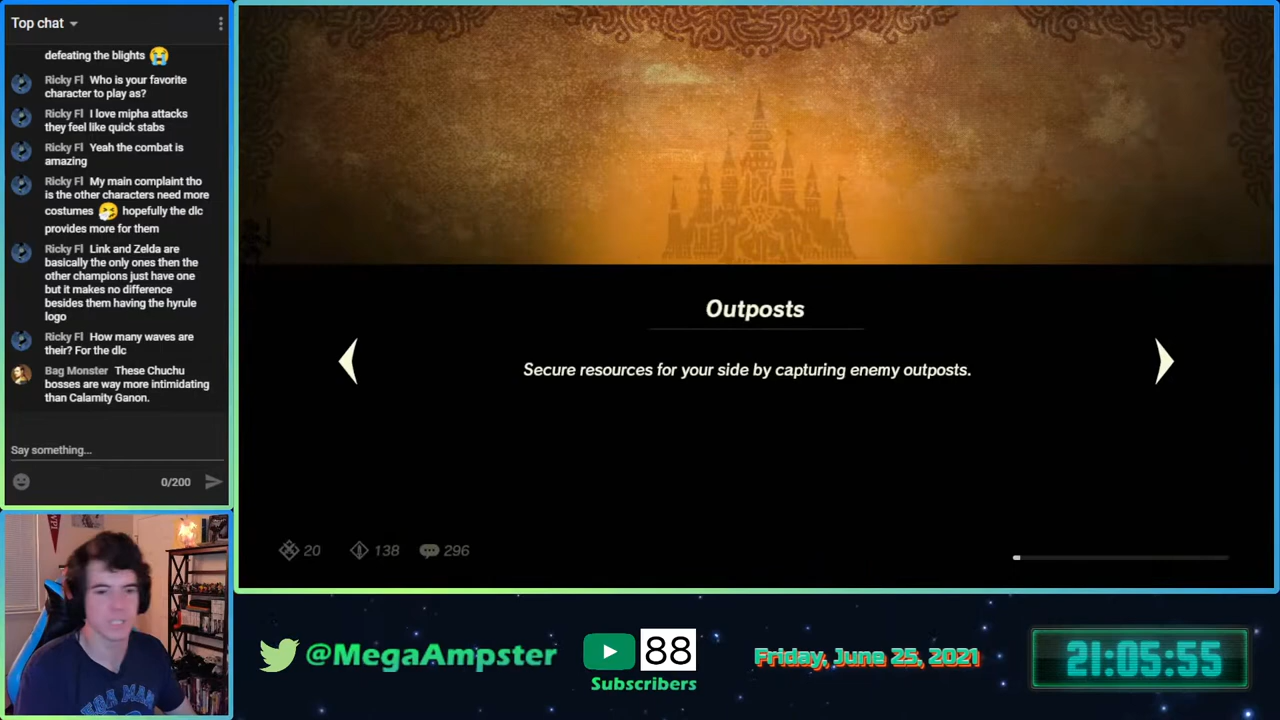 Top chat
defeating the blights
Ricky Fl Who is your favorite
character to play as?
Ricky Fl I love mipha attacks
they feel like quick stabs
Ricky Fl Yeah the combat is
amazing
Ricky Fl My main complaint tho
is the other characters need more
costumes hopefully the dlc
provides more for them
Ricky Fl Link and Zelda are
basically the only ones then the
other champions just have one
but it makes no difference
besides them having the hyrule
logo
Ricky Fl How many waves are
their? For the dlc
Bag Monster These Chuchu
bosses are way more intimidating
than Calamity Ganon.
Say something...
0/200
Outposts
Secure resources for your side by capturing enemy outposts.
20 138 296
@MegaAmpster
88
Subscribers
Friday, June 25, 2021
21:05:55